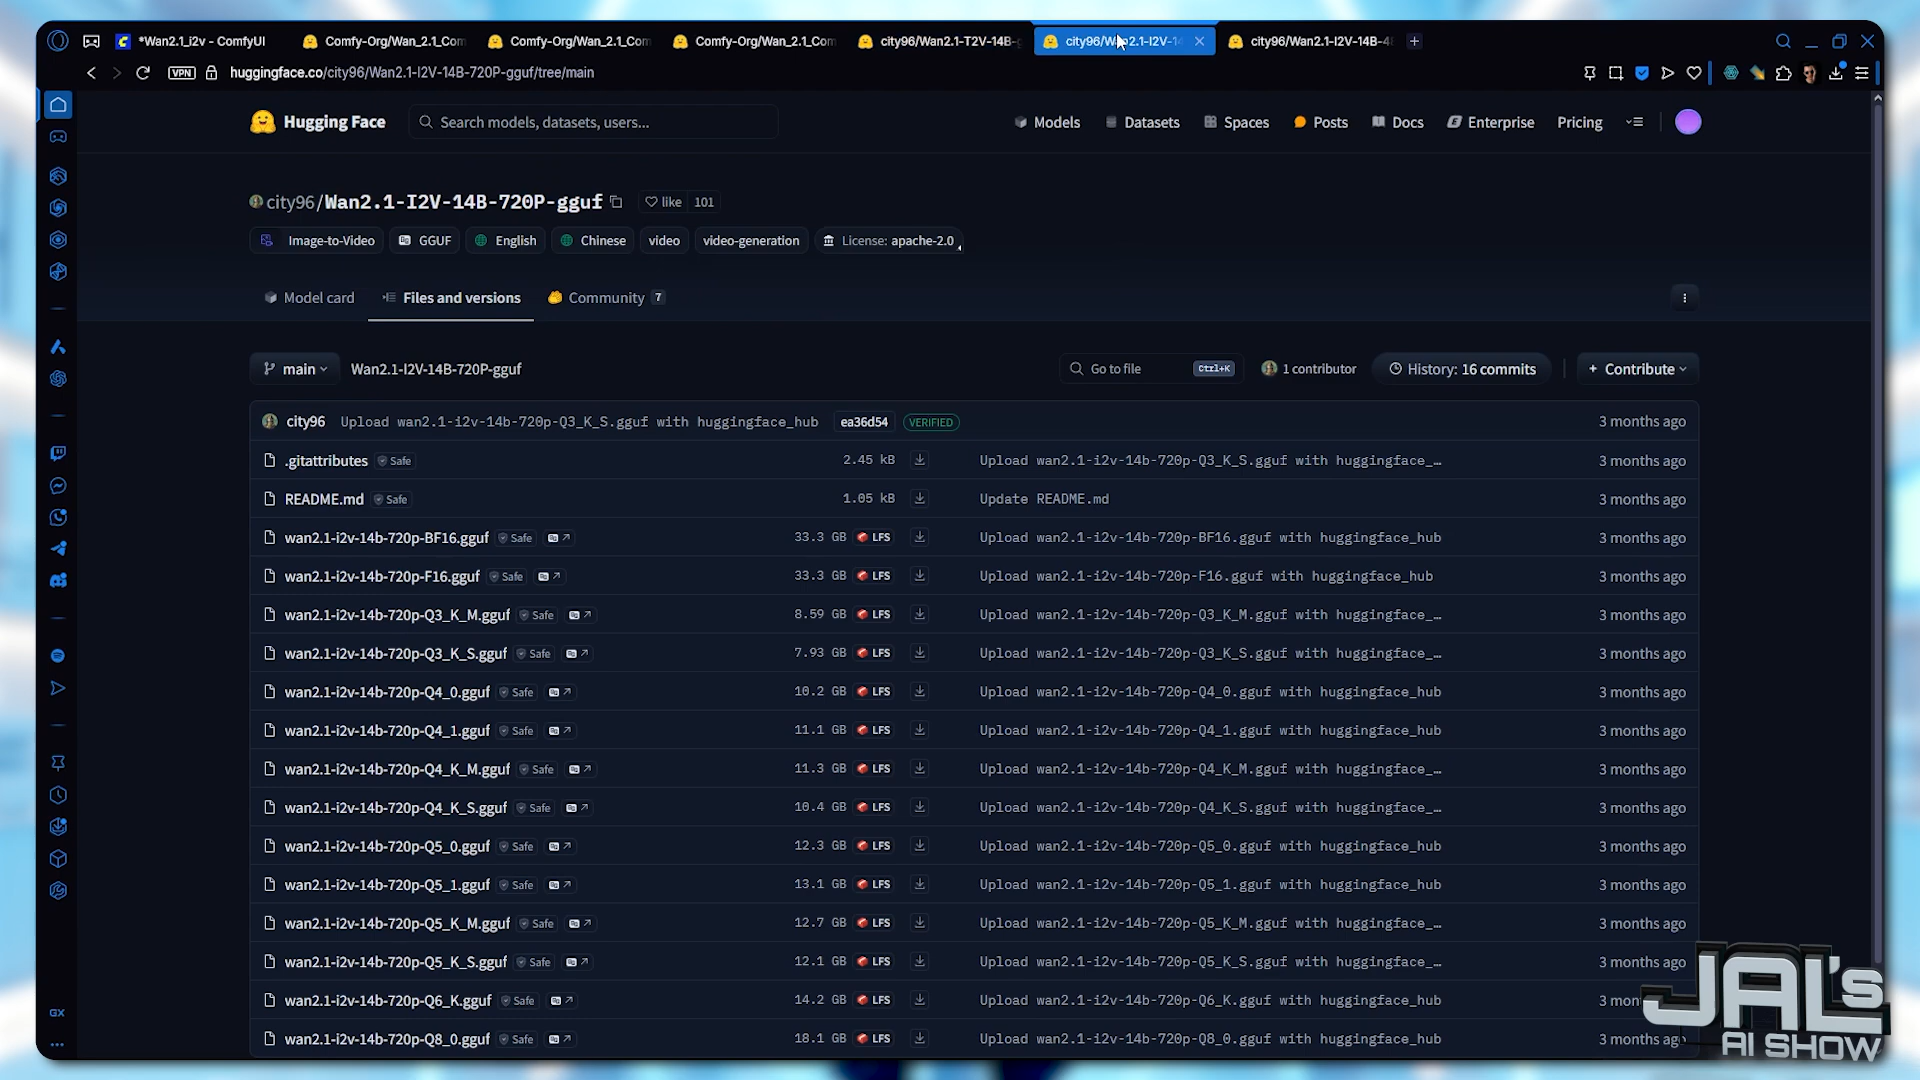 *Wan2.1_i2v - ComfyUI
Comfy-Org/Wan_2.1_Com
Comfy-Org/Wan_2.1_Com
Comfy-Org/Wan_2.1_Com
city96/Wan2.1-T2V-14B-
city96/Wan2.1-I2V-1
city96/Wan2.1-I2V-14B-4
VPN
huggingface.co/city96/Wan2.1-I2V-14B-720P-gguf/tree/main
Hugging Face
Search models, datasets, users...
Models
Datasets
Spaces
Posts
Docs
Enterprise
Pricing
city96/Wan2.1-I2V-14B-720P-gguf
like 101
Image-to-Video
GGUF
English
Chinese
video
video-generation
License: apache-2.0
Model card
Files and versions
Community 7
main
Wan2.1-I2V-14B-720P-gguf
Go to file Ctrl+K
1 contributor
History: 16 commits
+ Contribute
city96 Upload wan2.1-i2v-14b-720p-Q3_K_S.gguf with huggingface_hub ea36d54 VERIFIED 3 months ago
.gitattributes Safe 2.45 kB Upload wan2.1-i2v-14b-720p-Q3_K_S.gguf with huggingface_… 3 months ago
README.md Safe 1.05 kB Update README.md 3 months ago
wan2.1-i2v-14b-720p-BF16.gguf Safe 33.3 GB LFS Upload wan2.1-i2v-14b-720p-BF16.gguf with huggingface_hub 3 months ago
wan2.1-i2v-14b-720p-F16.gguf Safe 33.3 GB LFS Upload wan2.1-i2v-14b-720p-F16.gguf with huggingface_hub 3 months ago
wan2.1-i2v-14b-720p-Q3_K_M.gguf Safe 8.59 GB LFS Upload wan2.1-i2v-14b-720p-Q3_K_M.gguf with huggingface_… 3 months ago
wan2.1-i2v-14b-720p-Q3_K_S.gguf Safe 7.93 GB LFS Upload wan2.1-i2v-14b-720p-Q3_K_S.gguf with huggingface_… 3 months ago
wan2.1-i2v-14b-720p-Q4_0.gguf Safe 10.2 GB LFS Upload wan2.1-i2v-14b-720p-Q4_0.gguf with huggingface_hub 3 months ago
wan2.1-i2v-14b-720p-Q4_1.gguf Safe 11.1 GB LFS Upload wan2.1-i2v-14b-720p-Q4_1.gguf with huggingface_hub 3 months ago
wan2.1-i2v-14b-720p-Q4_K_M.gguf Safe 11.3 GB LFS Upload wan2.1-i2v-14b-720p-Q4_K_M.gguf with huggingface_… 3 months ago
wan2.1-i2v-14b-720p-Q4_K_S.gguf Safe 10.4 GB LFS Upload wan2.1-i2v-14b-720p-Q4_K_S.gguf with huggingface_… 3 months ago
wan2.1-i2v-14b-720p-Q5_0.gguf Safe 12.3 GB LFS Upload wan2.1-i2v-14b-720p-Q5_0.gguf with huggingface_hub 3 months ago
wan2.1-i2v-14b-720p-Q5_1.gguf Safe 13.1 GB LFS Upload wan2.1-i2v-14b-720p-Q5_1.gguf with huggingface_hub 3 months ago
wan2.1-i2v-14b-720p-Q5_K_M.gguf Safe 12.7 GB LFS Upload wan2.1-i2v-14b-720p-Q5_K_M.gguf with huggingface_… 3 months ago
wan2.1-i2v-14b-720p-Q5_K_S.gguf Safe 12.1 GB LFS Upload wan2.1-i2v-14b-720p-Q5_K_S.gguf with huggingface_… 3 months ago
wan2.1-i2v-14b-720p-Q6_K.gguf Safe 14.2 GB LFS Upload wan2.1-i2v-14b-720p-Q6_K.gguf with huggingface_hub 3 mon
wan2.1-i2v-14b-720p-Q8_0.gguf Safe 18.1 GB LFS Upload wan2.1-i2v-14b-720p-Q8_0.gguf with huggingface_hub 3 months ago
GX
JAL's
AI SHOW